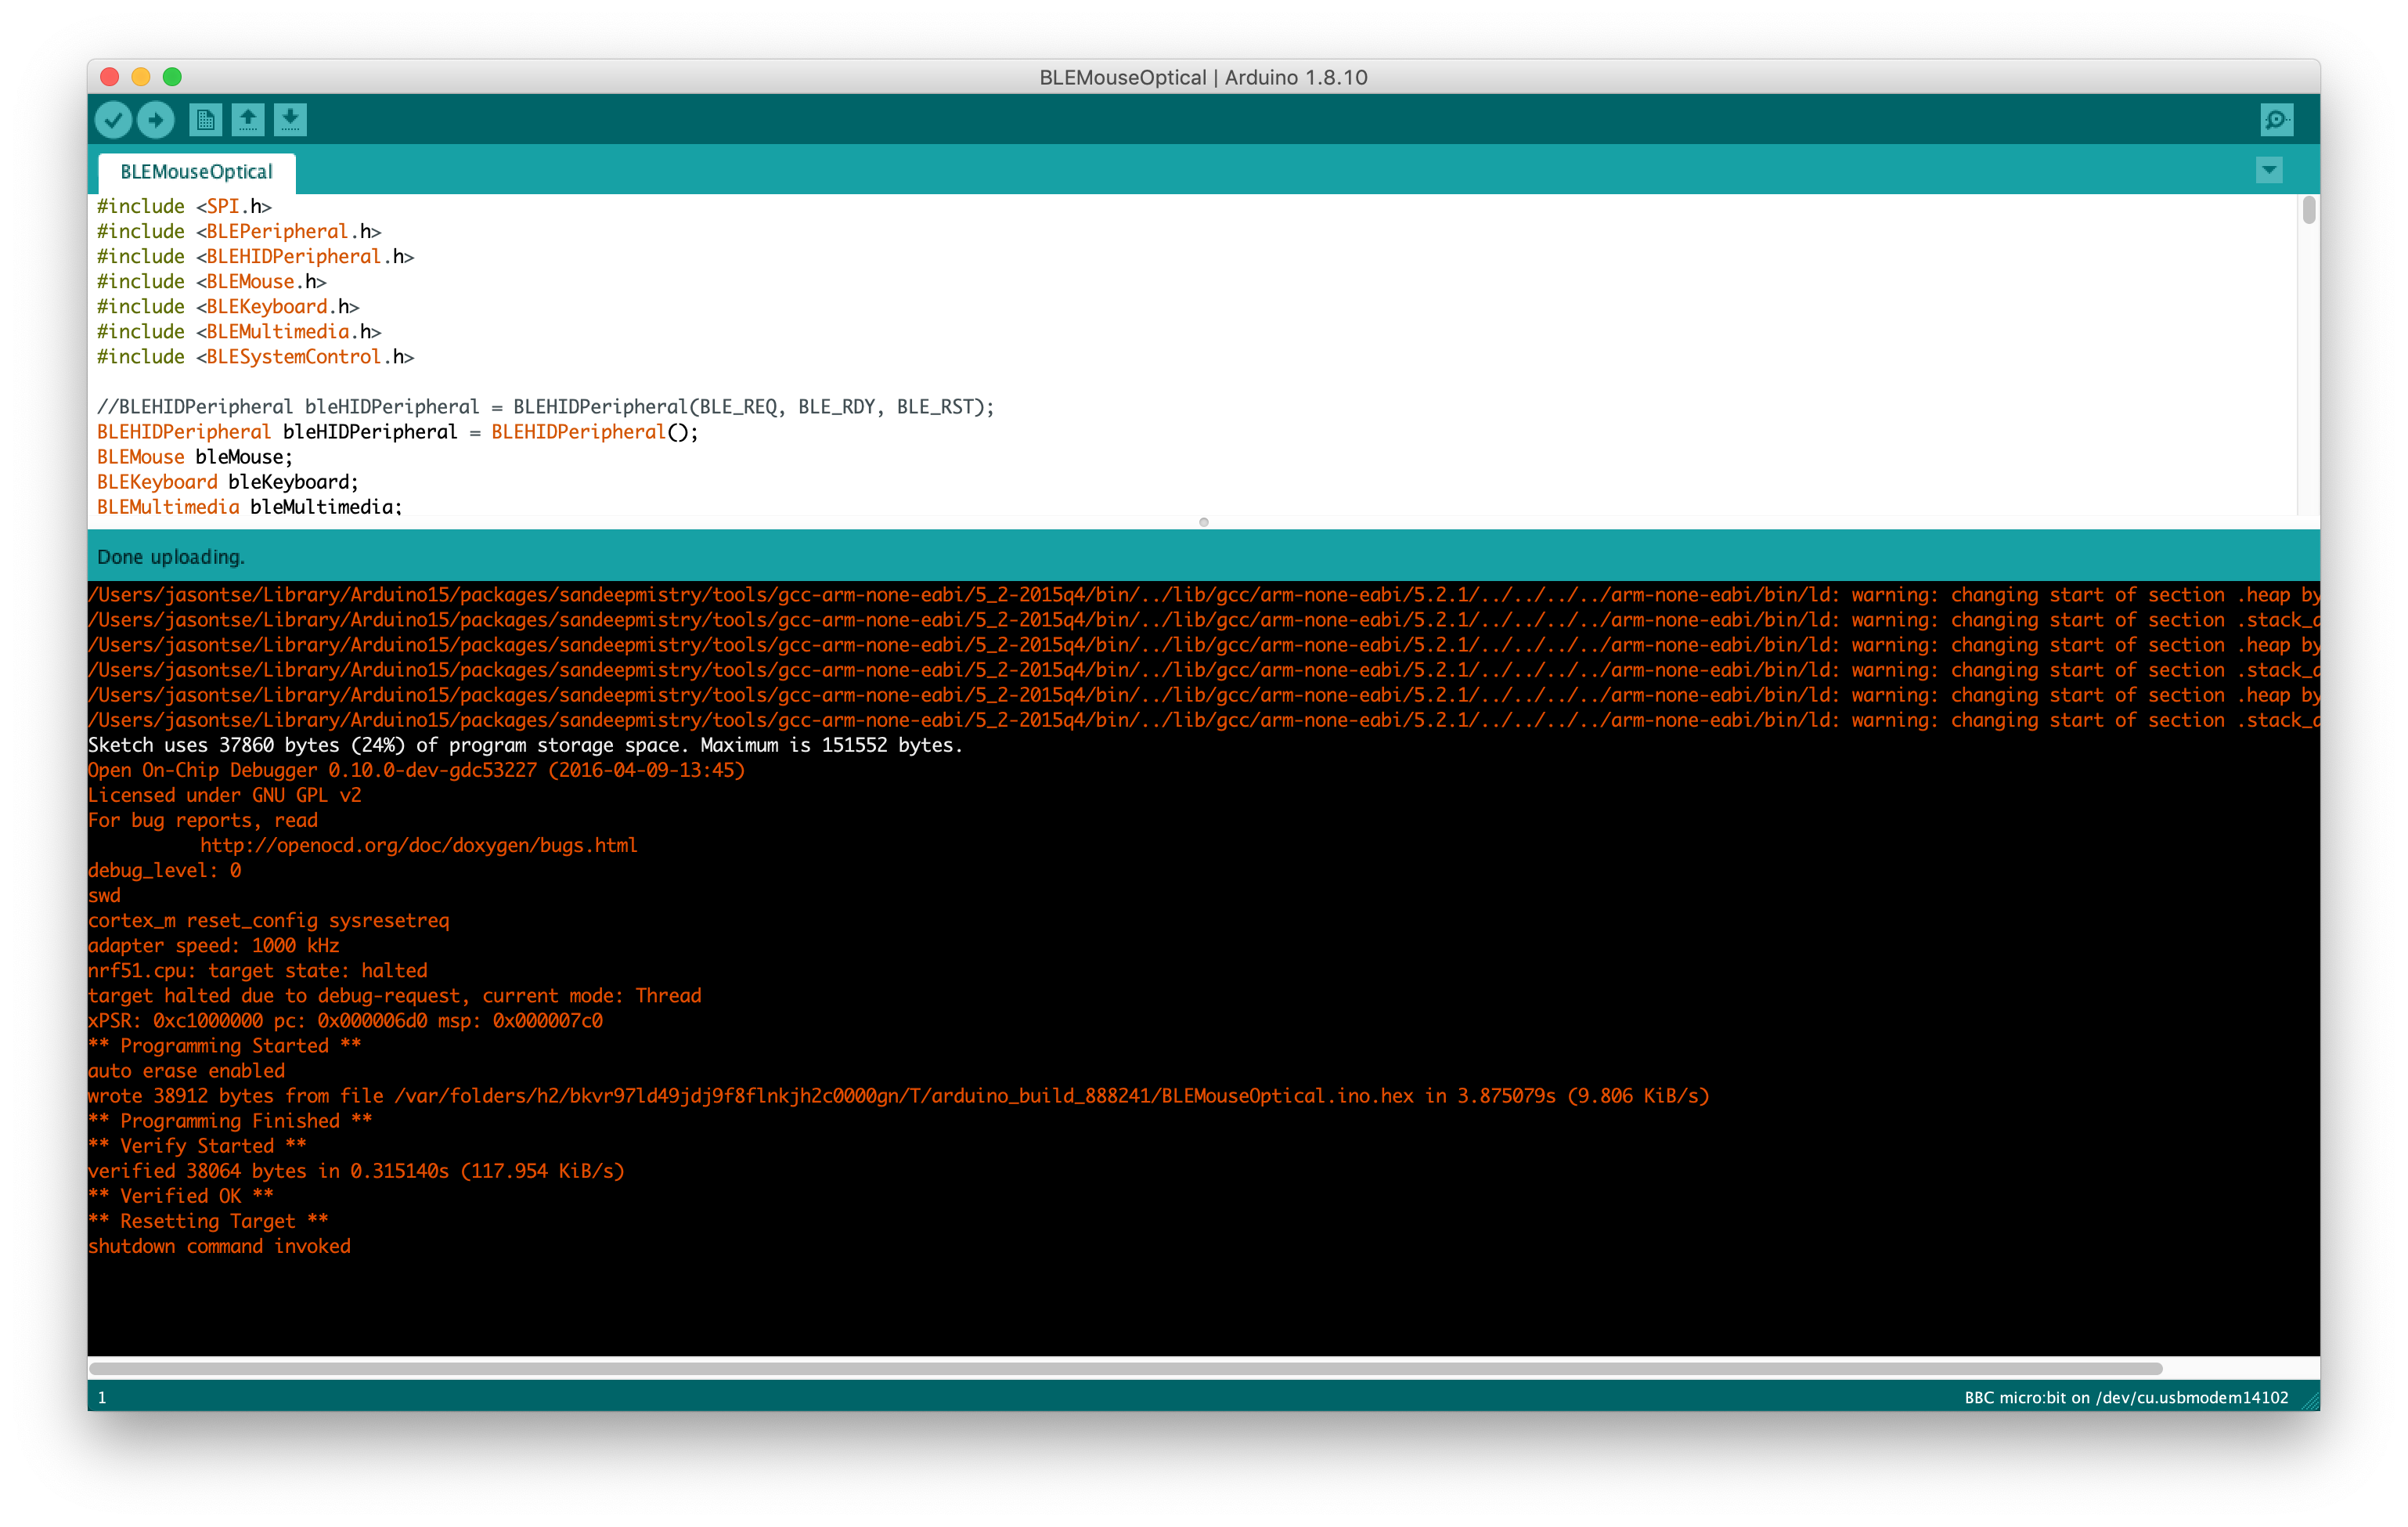 BLEMouseOptical | Arduino 1.8.10
BLEMouseOptical
#include <SPI.h>
#include <BLEPeripheral.h>
#include <BLEHIDPeripheral.h>
#include <BLEMouse.h>
#include <BLEKeyboard.h>
#include <BLEMultimedia.h>
#include <BLESystemControl.h>
//BLEHIDPeripheral bleHIDPeripheral = BLEHIDPeripheral(BLE_REQ, BLE_RDY, BLE_RST);
BLEHIDPeripheral bleHIDPeripheral = BLEHIDPeripheral();
BLEMouse bleMouse;
BLEKeyboard bleKeyboard;
BLEMultimedia bleMultimedia;
Done uploading.
/Users/jasontse/Library/Arduino15/packages/sandeepmistry/tools/gcc-arm-none-eabi/5_2-2015q4/bin/../lib/gcc/arm-none-eabi/5.2.1/../../../../arm-none-eabi/bin/ld: warning: changing start of section .heap by
/Users/jasontse/Library/Arduino15/packages/sandeepmistry/tools/gcc-arm-none-eabi/5_2-2015q4/bin/../lib/gcc/arm-none-eabi/5.2.1/../../../../arm-none-eabi/bin/ld: warning: changing start of section .stack_d
/Users/jasontse/Library/Arduino15/packages/sandeepmistry/tools/gcc-arm-none-eabi/5_2-2015q4/bin/../lib/gcc/arm-none-eabi/5.2.1/../../../../arm-none-eabi/bin/ld: warning: changing start of section .heap by
/Users/jasontse/Library/Arduino15/packages/sandeepmistry/tools/gcc-arm-none-eabi/5_2-2015q4/bin/../lib/gcc/arm-none-eabi/5.2.1/../../../../arm-none-eabi/bin/ld: warning: changing start of section .stack_d
/Users/jasontse/Library/Arduino15/packages/sandeepmistry/tools/gcc-arm-none-eabi/5_2-2015q4/bin/../lib/gcc/arm-none-eabi/5.2.1/../../../../arm-none-eabi/bin/ld: warning: changing start of section .heap by
/Users/jasontse/Library/Arduino15/packages/sandeepmistry/tools/gcc-arm-none-eabi/5_2-2015q4/bin/../lib/gcc/arm-none-eabi/5.2.1/../../../../arm-none-eabi/bin/ld: warning: changing start of section .stack_d
Sketch uses 37860 bytes (24%) of program storage space. Maximum is 151552 bytes.
Open On-Chip Debugger 0.10.0-dev-gdc53227 (2016-04-09-13:45)
Licensed under GNU GPL v2
For bug reports, read
http://openocd.org/doc/doxygen/bugs.html
debug_level: 0
swd
cortex_m reset_config sysresetreq
adapter speed: 1000 kHz
nrf51.cpu: target state: halted
target halted due to debug-request, current mode: Thread
xPSR: 0xc1000000 pc: 0x000006d0 msp: 0x000007c0
** Programming Started **
auto erase enabled
wrote 38912 bytes from file /var/folders/h2/bkvr97ld49jdj9f8flnkjh2c0000gn/T/arduino_build_888241/BLEMouseOptical.ino.hex in 3.875079s (9.806 KiB/s)
** Programming Finished **
** Verify Started **
verified 38064 bytes in 0.315140s (117.954 KiB/s)
** Verified OK **
** Resetting Target **
shutdown command invoked
1
BBC micro:bit on /dev/cu.usbmodem14102